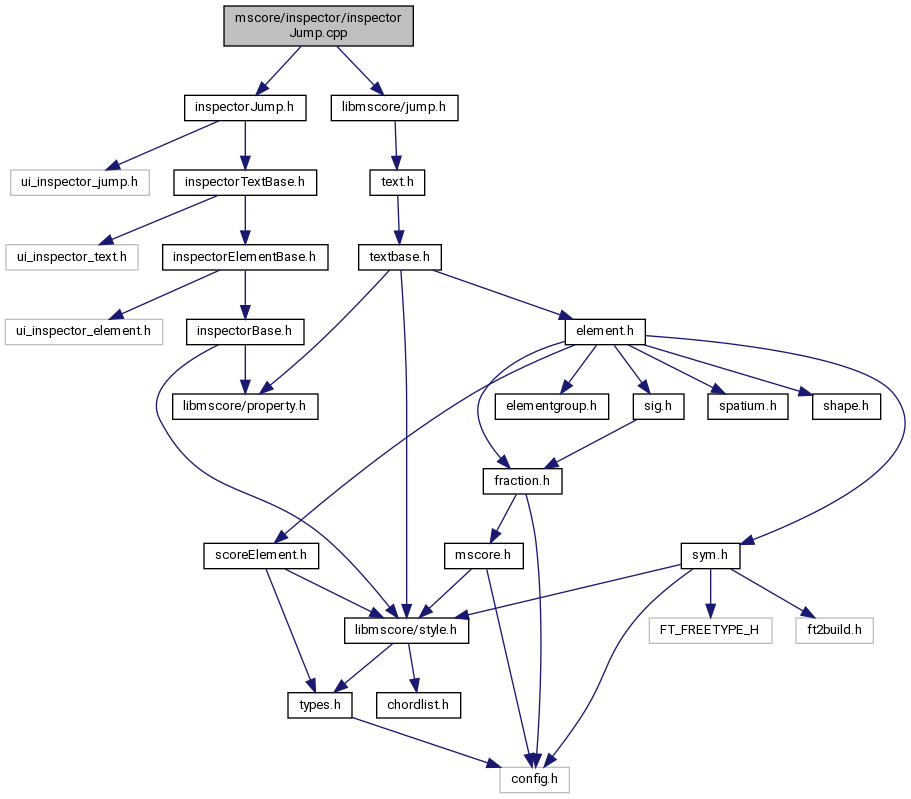 mscore/inspector/inspector
Jump.cpp
inspectorJump.h
libmscore/jump.h
ui_inspector_jump.h
inspectorTextBase.h
text.h
ui_inspector_text.h
inspectorElementBase.h
textbase.h
ui_inspector_element.h
inspectorBase.h
element.h
libmscore/property.h
elementgroup.h
sig.h
spatium.h
shape.h
fraction.h
scoreElement.h
mscore.h
sym.h
libmscore/style.h
FT_FREETYPE_H
ft2build.h
types.h
chordlist.h
config.h